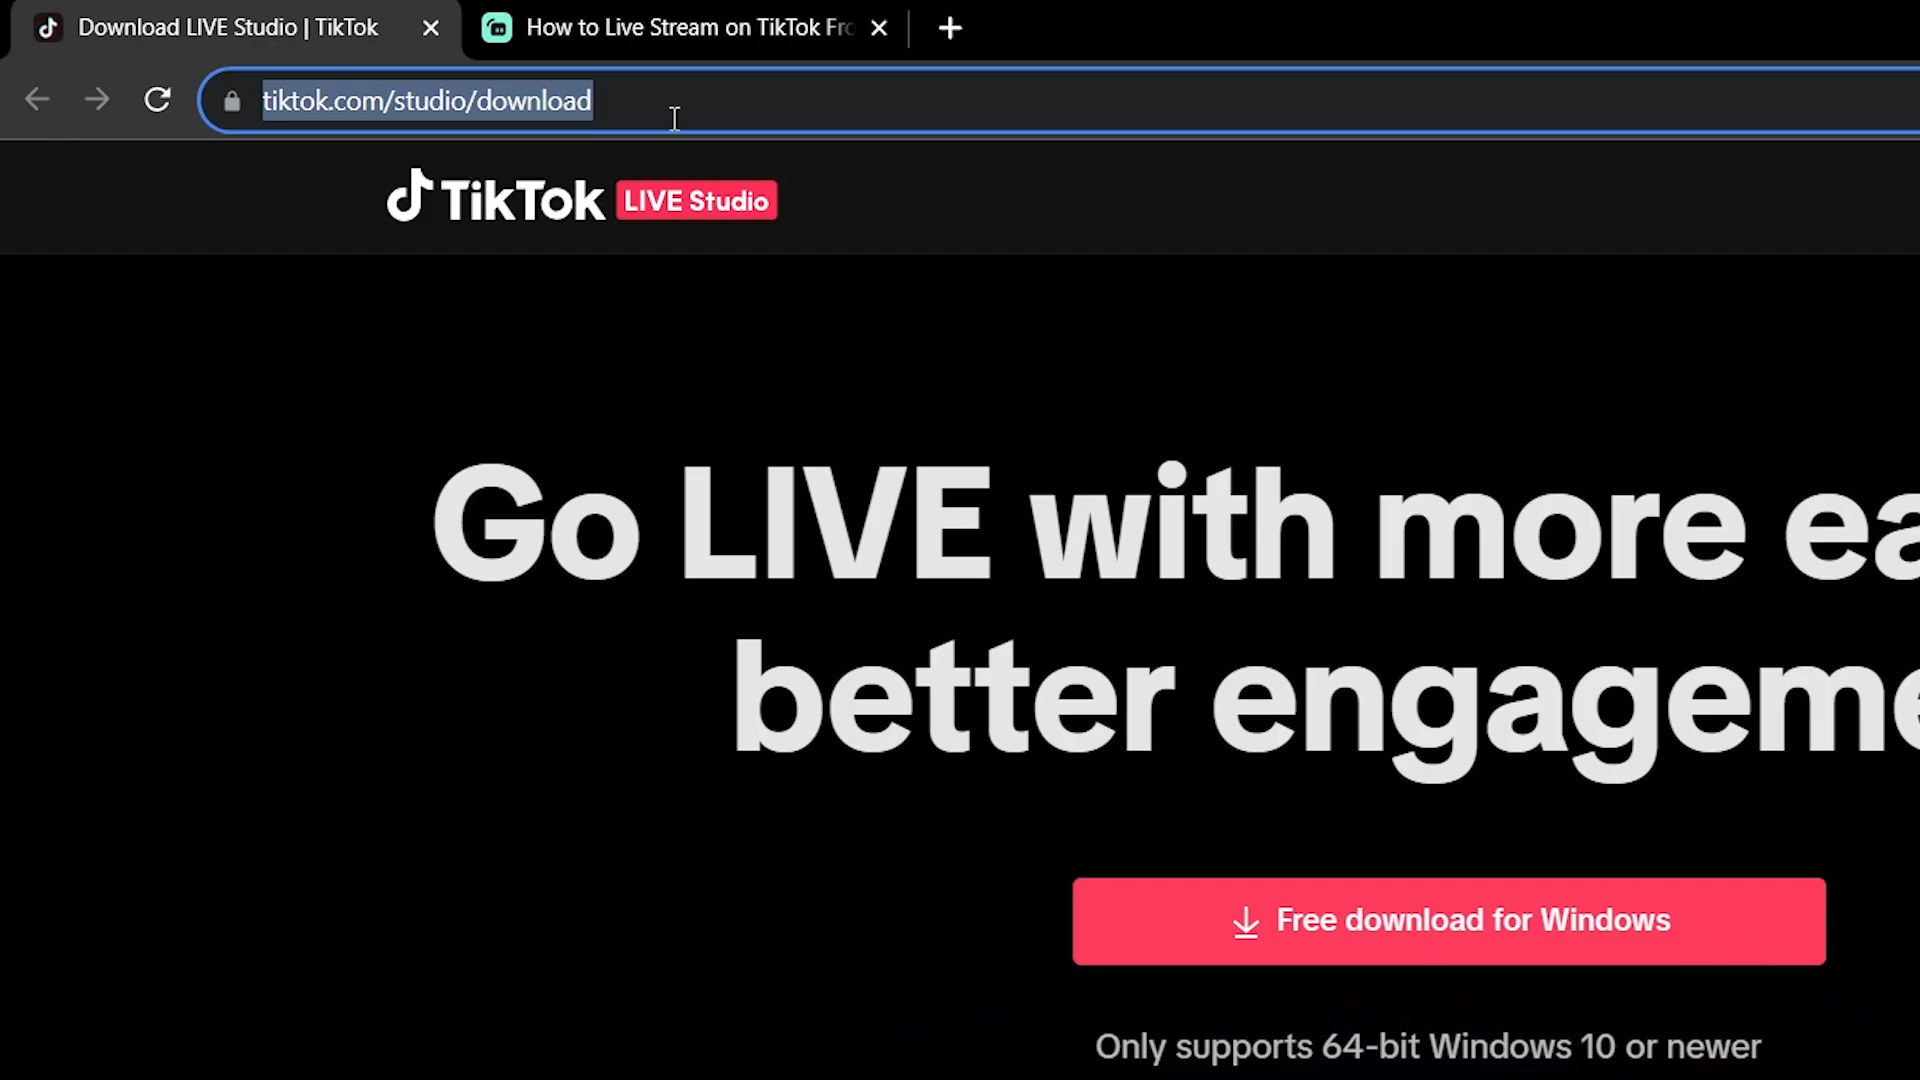 Download LIVE Studio | TikTok
How to Live Stream on TikTok Fro
tiktok.com/studio/download
TikTok LIVE Studio
Go LIVE with more ea
better engageme
Free download for Windows
Only supports 64-bit Windows 10 or newer